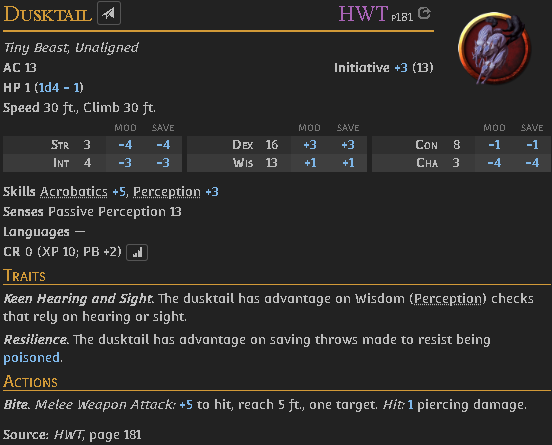 Dusktail HWT p181
Tiny Beast, Unaligned
AC 13 Initiative +3 (13)
HP 1 (1d4 − 1)
Speed 30 ft., Climb 30 ft.
MOD SAVE MOD SAVE MOD SAVE
Str 3 −4 −4 Dex 16 +3 +3 Con 8 −1 −1
Int 4 −3 −3 Wis 13 +1 +1 Cha 3 −4 −4
Skills Acrobatics +5, Perception +3
Senses Passive Perception 13
Languages —
CR 0 (XP 10; PB +2)
Traits
Keen Hearing and Sight. The dusktail has advantage on Wisdom (Perception) checks
that rely on hearing or sight.
Resilience. The dusktail has advantage on saving throws made to resist being
poisoned.
Actions
Bite. Melee Weapon Attack: +5 to hit, reach 5 ft., one target. Hit: 1 piercing damage.
Source: HWT, page 181